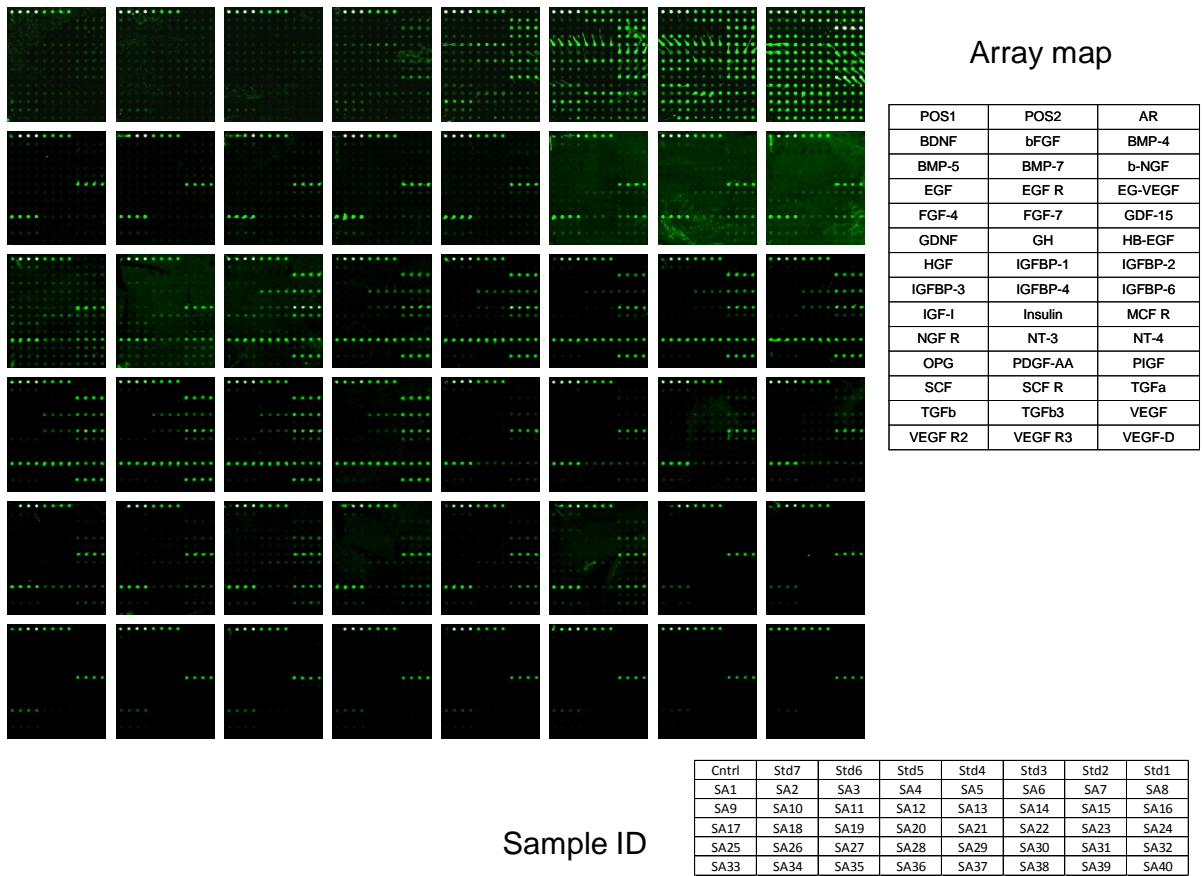 Array map
POS1 POS2 AR
BDNF bFGF BMP-4
BMP-5 BMP-7 b-NGF
EGF EGF R EG-VEGF
FGF-4 FGF-7 GDF-15
GDNF GH HB-EGF
HGF IGFBP-1 IGFBP-2
IGFBP-3 IGFBP-4 IGFBP-6
IGF-I Insulin MCF R
NGF R NT-3 NT-4
OPG PDGF-AA PIGF
SCF SCF R TGFa
TGFb TGFb3 VEGF
VEGF R2 VEGF R3 VEGF-D
Sample ID
Cntrl Std7 Std6 Std5 Std4 Std3 Std2 Std1
SA1 SA2 SA3 SA4 SA5 SA6 SA7 SA8
SA9 SA10 SA11 SA12 SA13 SA14 SA15 SA16
SA17 SA18 SA19 SA20 SA21 SA22 SA23 SA24
SA25 SA26 SA27 SA28 SA29 SA30 SA31 SA32
SA33 SA34 SA35 SA36 SA37 SA38 SA39 SA40